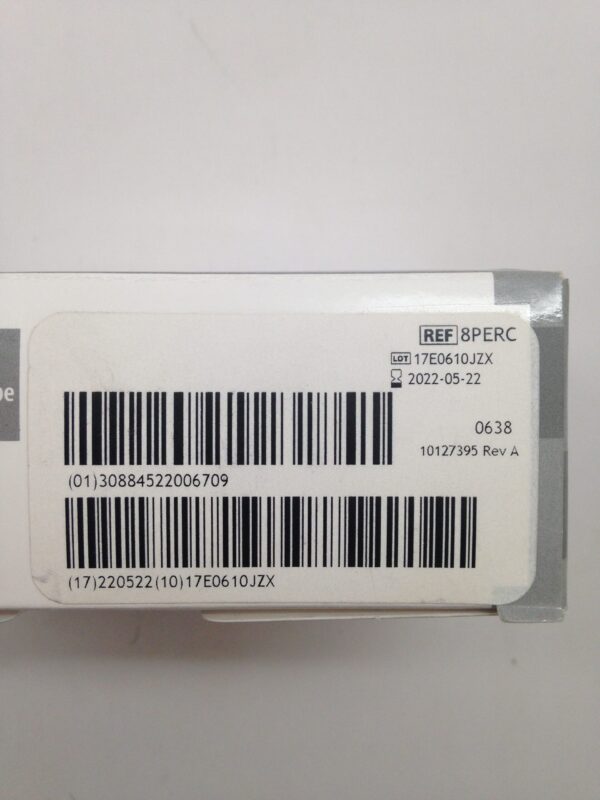 REF 8PERC
LOT 17E0610JZX
2022-05-22
0638
10127395 Rev A
(01)30884522006709
(17)220522(10)17E0610JZX